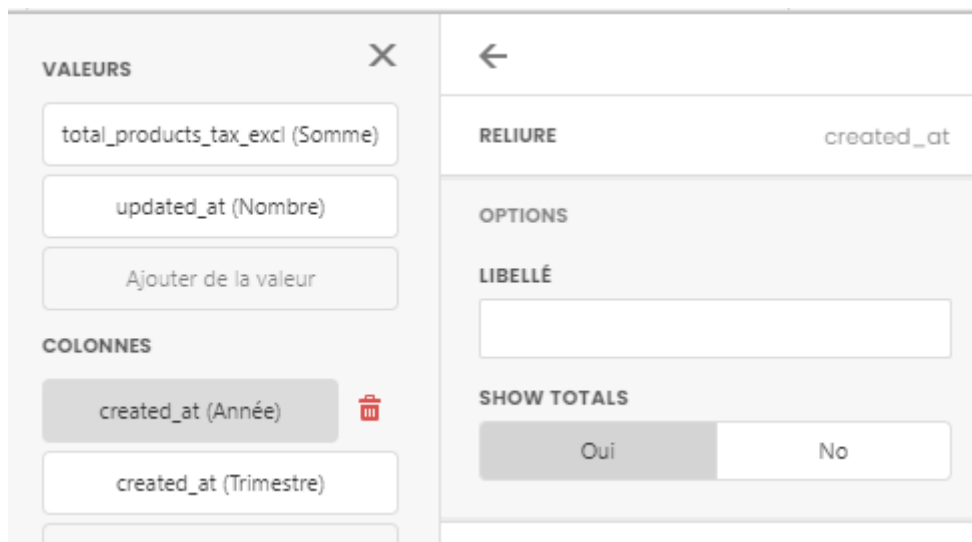 VALEURS
total_products_tax_excl (Somme)
updated_at (Nombre)
Ajouter de la valeur
COLONNES
created_at (Année)
created_at (Trimestre)
RELIURE created_at
OPTIONS
LIBELLÉ
SHOW TOTALS
Oui No